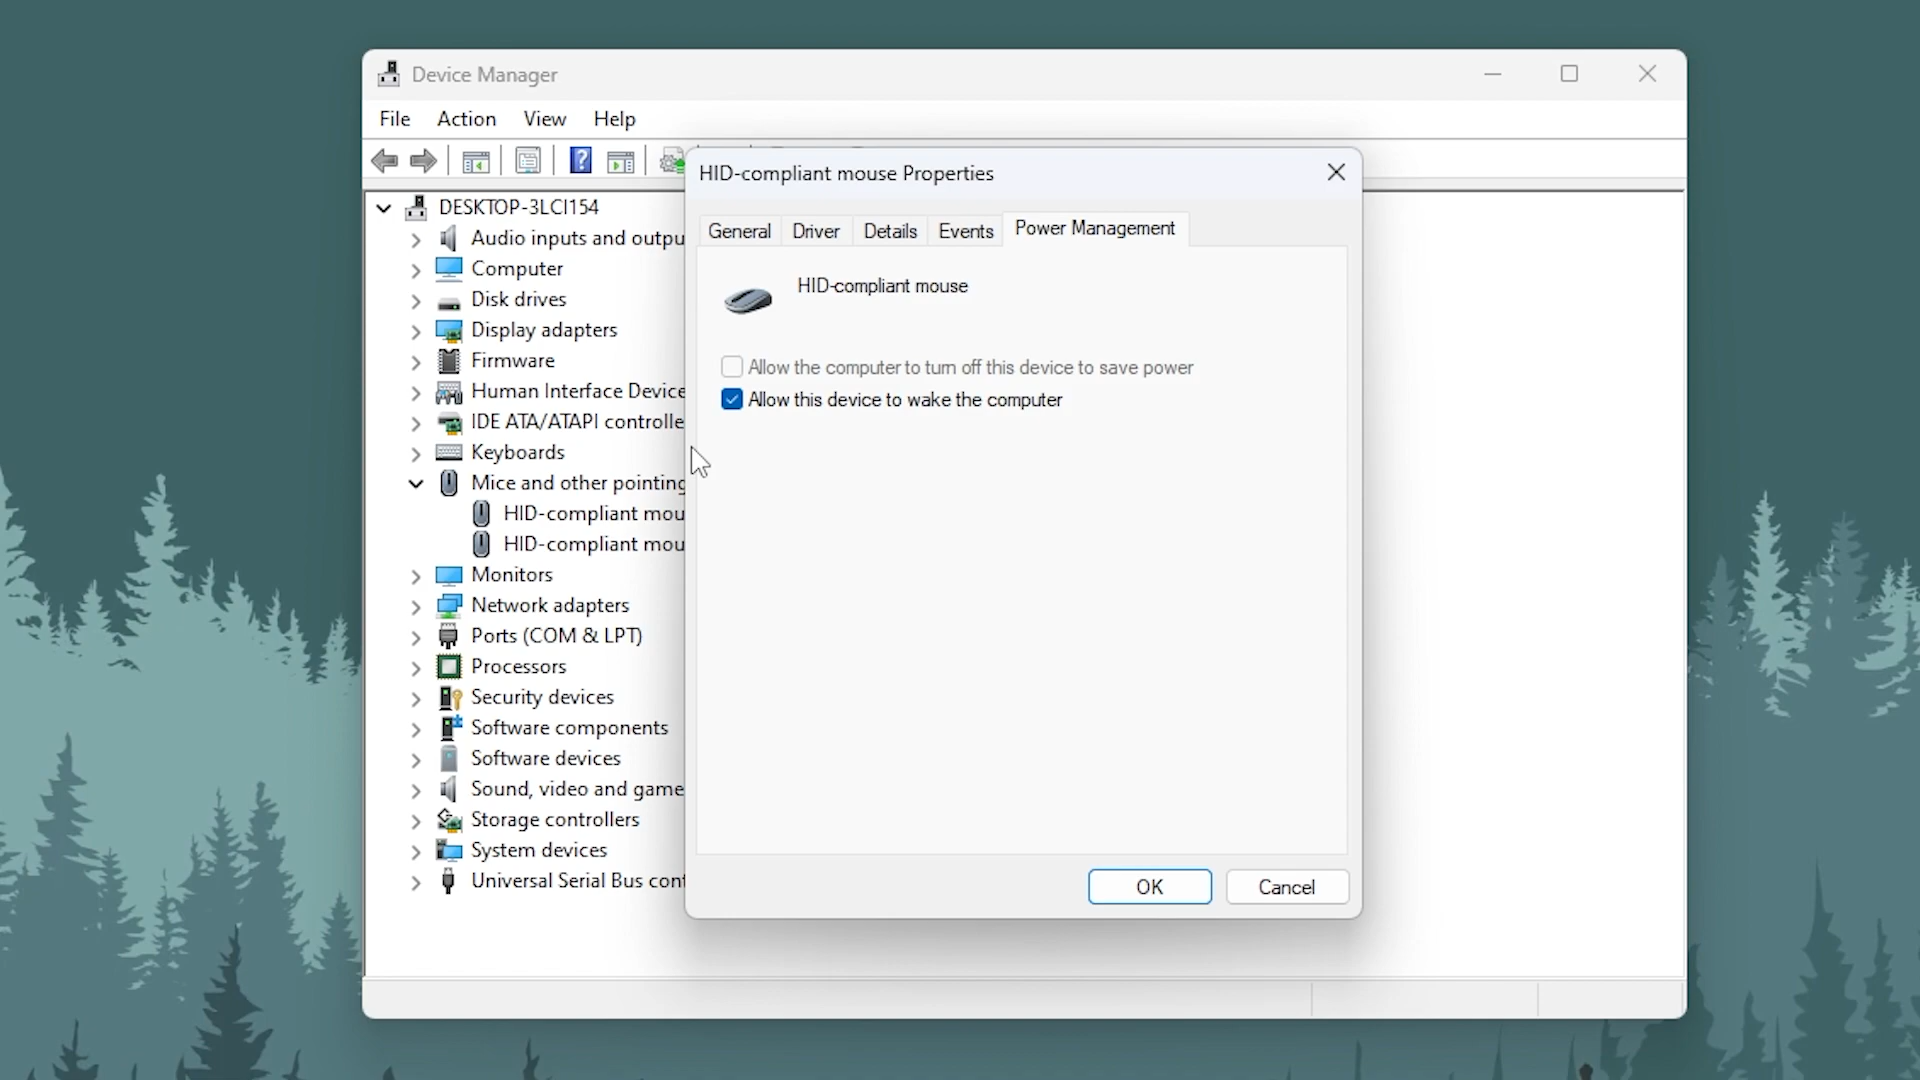 Device Manager
File Action View Help
HID-compliant mouse Properties
General Driver Details Events Power Management
HID-compliant mouse
Allow the computer to turn off this device to save power
Allow this device to wake the computer
OK Cancel
DESKTOP-3LCI154
Audio inputs and outpu
Computer
Disk drives
Display adapters
Firmware
Human Interface Device
IDE ATA/ATAPI controlle
Keyboards
Mice and other pointing
HID-compliant mou
HID-compliant mou
Monitors
Network adapters
Ports (COM & LPT)
Processors
Security devices
Software components
Software devices
Sound, video and game
Storage controllers
System devices
Universal Serial Bus cont